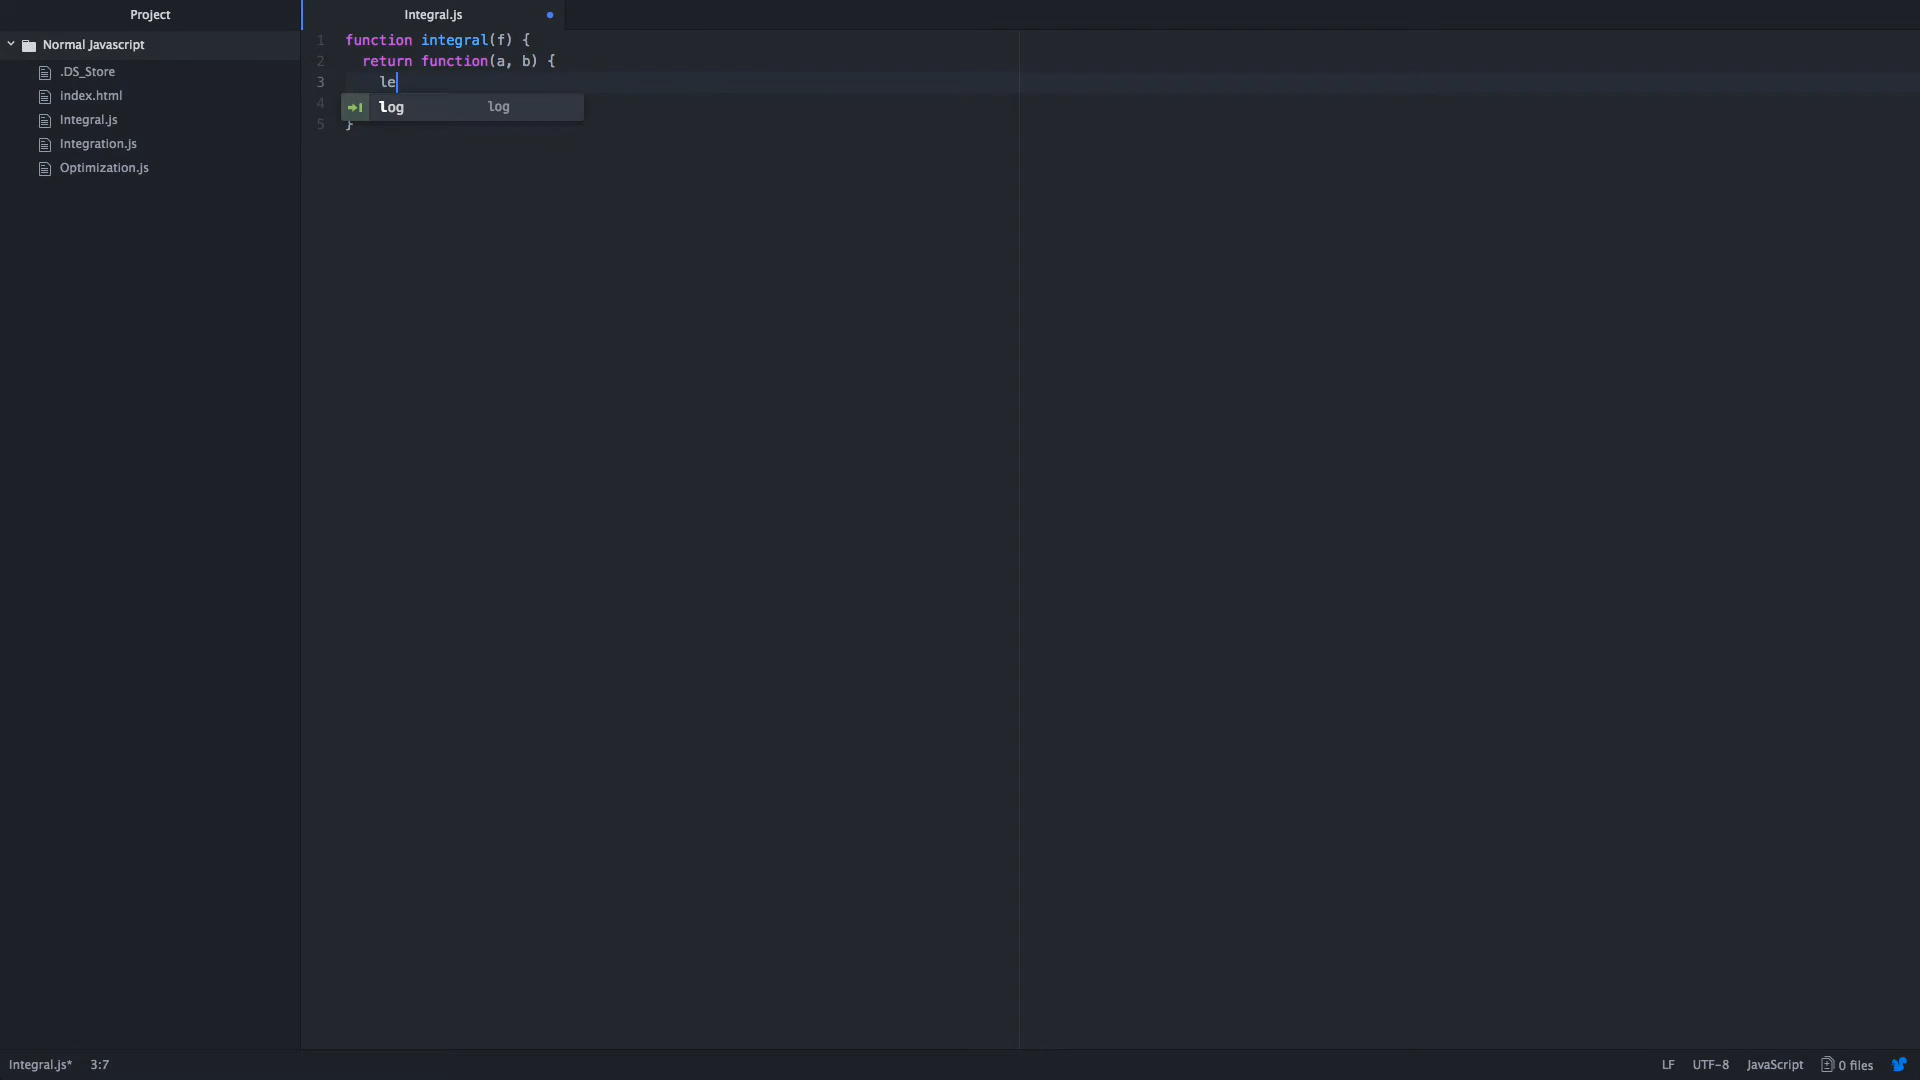 Project
Normal Javascript
.DS_Store
index.html
Integral.js
Integration.js
Optimization.js
Integral.js
1 function integral(f) {
2 return function(a, b) {
3 le
4
log log
5 }
Integral.js* 3:7
LF UTF-8 JavaScript 0 files